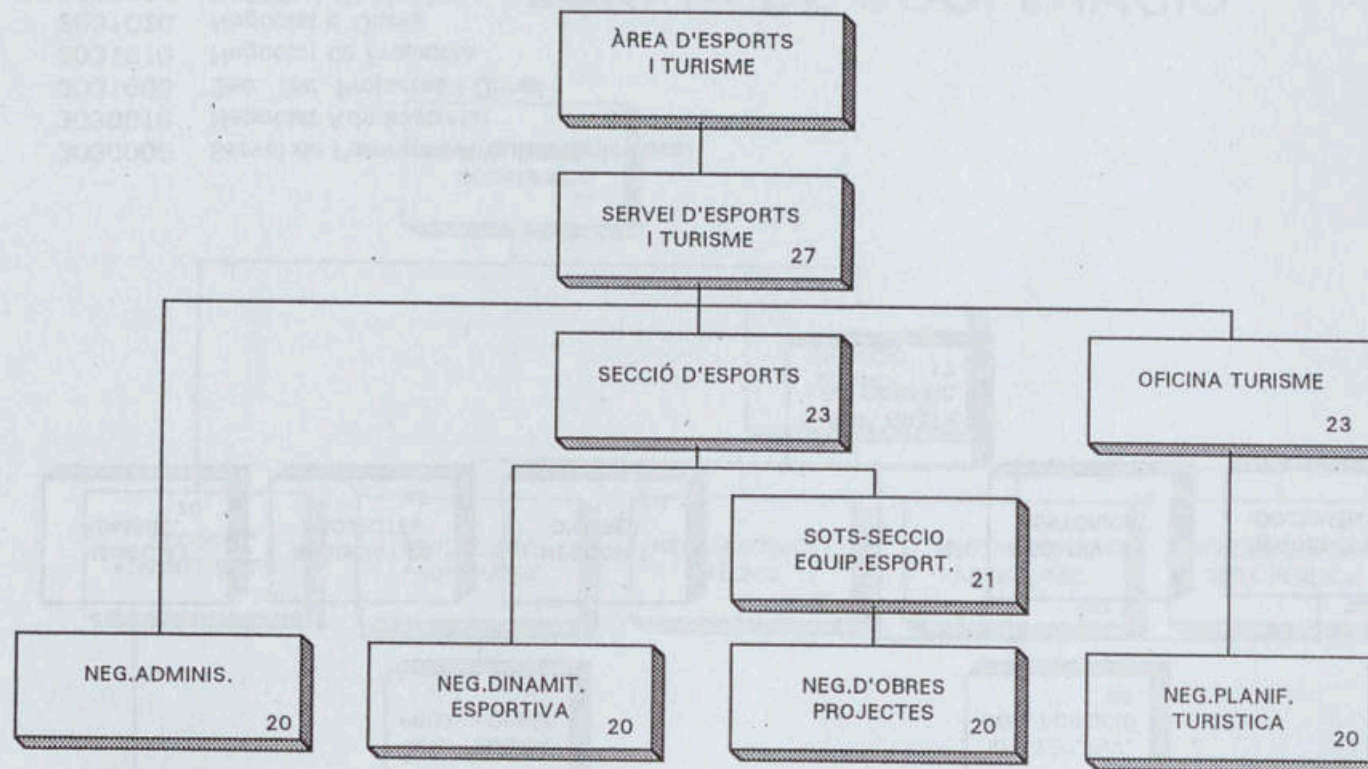 ÀREA D'ESPORTS
I TURISME
SERVEI D'ESPORTS
I TURISME
27
SECCIÓ D'ESPORTS
23
OFICINA TURISME
23
SOTS-SECCIO
EQUIP.ESPORT.
21
NEG.ADMINIS.
20
NEG.DINAMIT.
ESPORTIVA
20
NEG.D'OBRES
PROJECTES
20
NEG.PLANIF.
TURISTICA
20